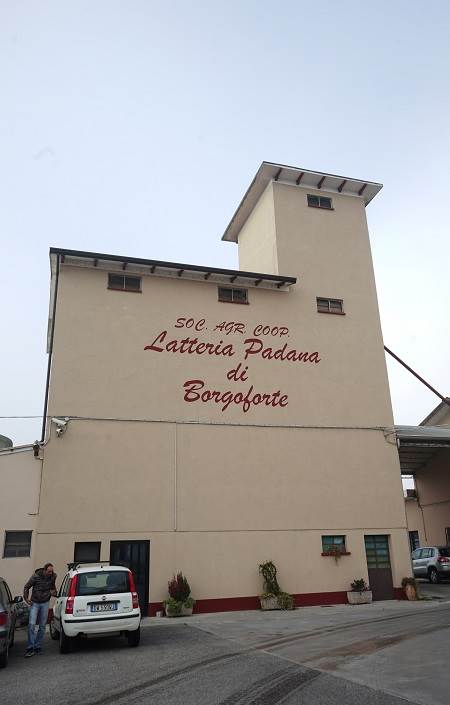 SOC. AGR. COOP.
Latteria Padana
di
Borgoforte